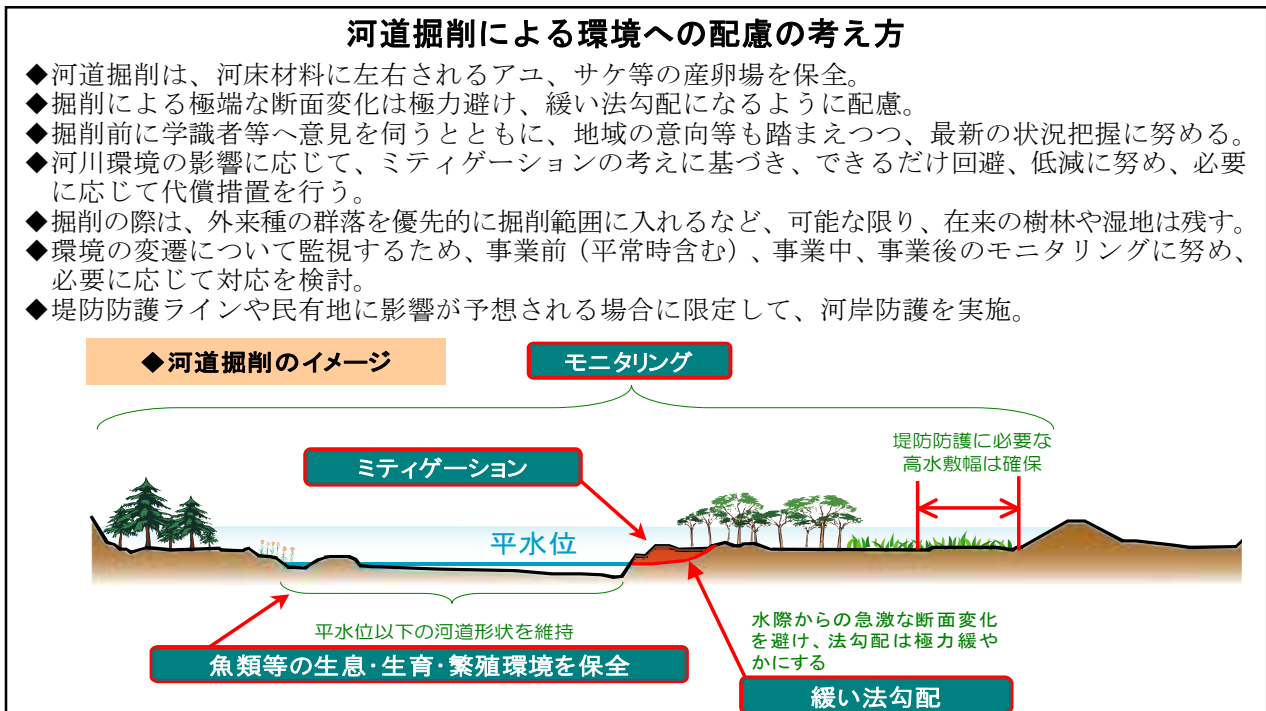 河道掘削による環境への配慮の考え方
◆河道掘削は、河床材料に左右されるアユ、サケ等の産卵場を保全。
◆掘削による極端な断面変化は極力避け、緩い法勾配になるように配慮。
◆掘削前に学識者等へ意見を伺うとともに、地域の意向等も踏まえつつ、最新の状況把握に努める。
◆河川環境の影響に応じて、ミティゲーションの考えに基づき、できるだけ回避、低減に努め、必要
に応じて代償措置を行う。
◆掘削の際は、外来種の群落を優先的に掘削範囲に入れるなど、可能な限り、在来の樹林や湿地は残す。
◆環境の変遷について監視するため、事業前（平常時含む）、事業中、事業後のモニタリングに努め、
必要に応じて対応を検討。
◆堤防防護ラインや民有地に影響が予想される場合に限定して、河岸防護を実施。
◆河道掘削のイメージ
モニタリング
堤防防護に必要な
高水敷幅は確保
ミティゲーション
平水位
平水位以下の河道形状を維持
魚類等の生息・生育・繁殖環境を保全
水際からの急激な断面変化
を避け、法勾配は極力緩や
かにする
緩い法勾配